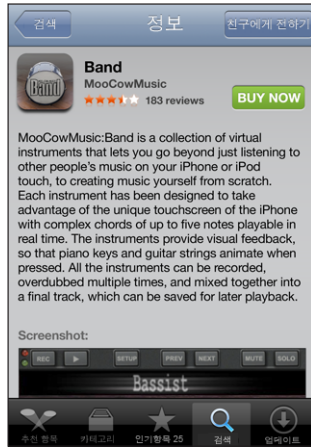 검색
정보
친구에게 전하기
Band
Band
MooCowMusic
183 reviews
BUY NOW
MooCowMusic:Band is a collection of virtual
instruments that lets you go beyond just listening to
other people's music on your iPhone or iPod
touch, to creating music yourself from scratch.
Each instrument has been designed to take
advantage of the unique touchscreen of the iPhone
with complex chords of up to five notes playable in
real time. The instruments provide visual feedback,
so that piano keys and guitar strings animate when
pressed. All the instruments can be recorded,
overdubbed multiple times, and mixed together into
a final track, which can be saved for later playback.
Screenshot:
REC
SETUP
PREV
NEXT
MUTE
SOLO
Bassist
추천 항목
카테고리
인기항목 25
검색
업데이트